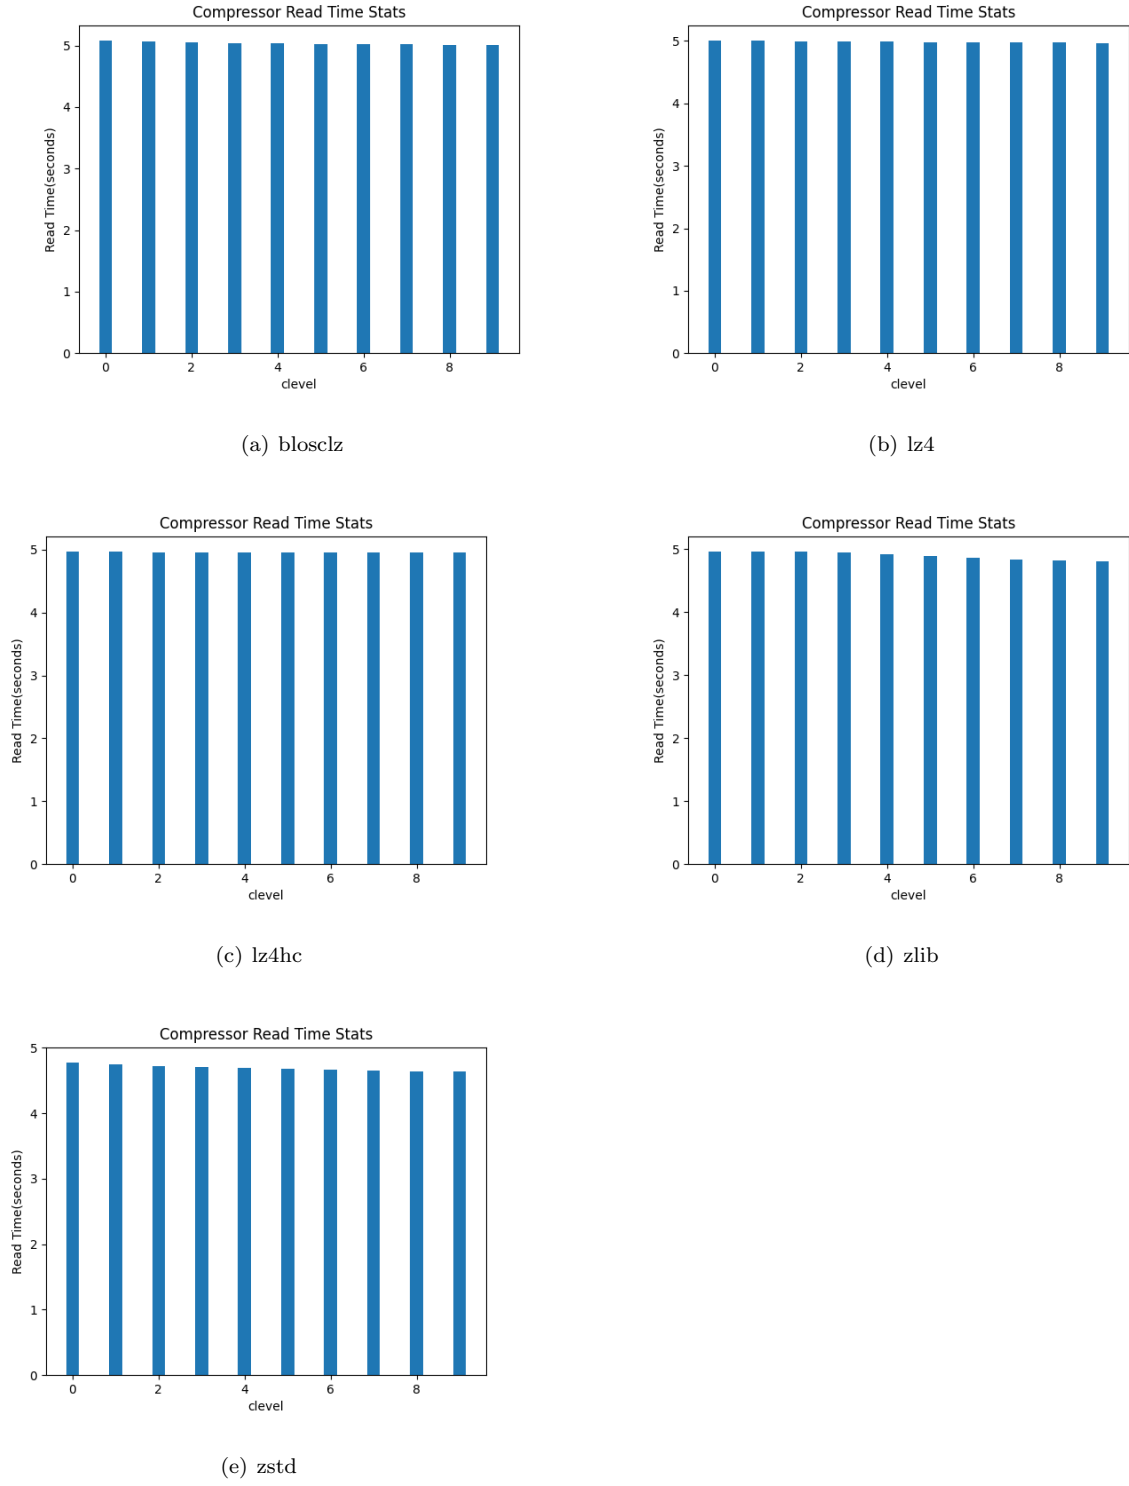 Compressor Read Time Stats
Read Time(seconds)
5
4
3
2
1
0
0 2 4 6 8
clevel
(a) blosclz
Compressor Read Time Stats
Read Time(seconds)
5
4
3
2
1
0
0 2 4 6 8
clevel
(b) lz4
Compressor Read Time Stats
Read Time(seconds)
5
4
3
2
1
0
0 2 4 6 8
clevel
(c) lz4hc
Compressor Read Time Stats
Read Time(seconds)
5
4
3
2
1
0
0 2 4 6 8
clevel
(d) zlib
Compressor Read Time Stats
Read Time(seconds)
5
4
3
2
1
0
0 2 4 6 8
clevel
(e) zstd